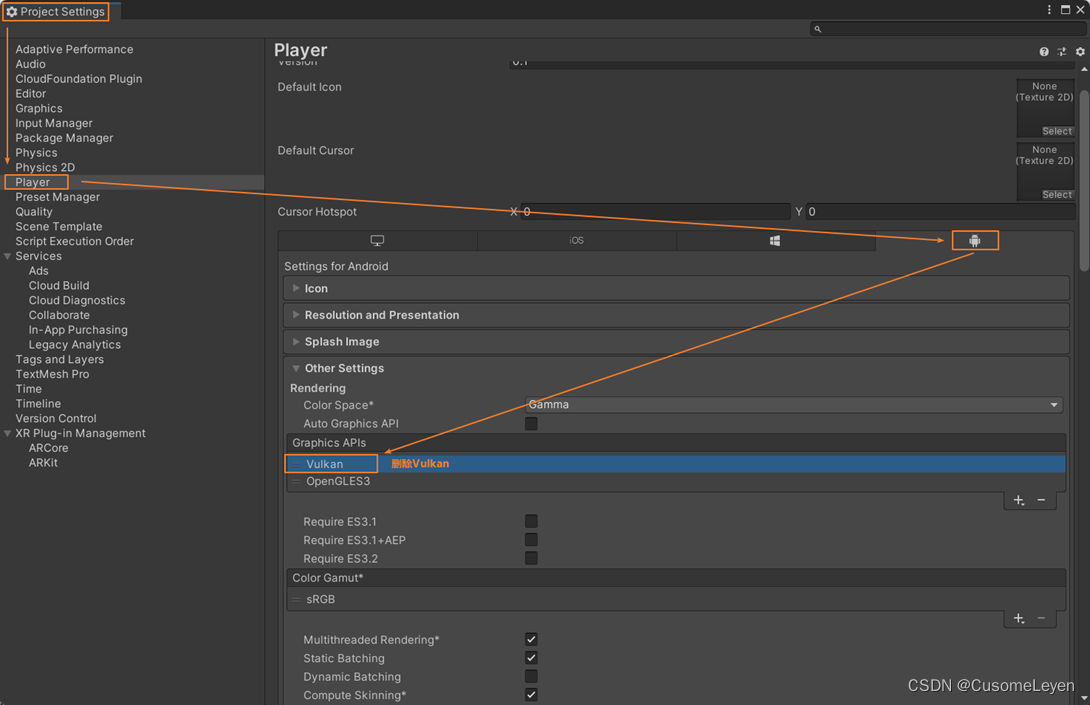 Project Settings
Adaptive Performance
Audio
CloudFoundation Plugin
Editor
Graphics
Input Manager
Package Manager
Physics
Physics 2D
Player
Preset Manager
Quality
Scene Template
Script Execution Order
Services
Ads
Cloud Build
Cloud Diagnostics
Collaborate
In-App Purchasing
Legacy Analytics
Tags and Layers
TextMesh Pro
Time
Timeline
Version Control
XR Plug-in Management
ARCore
ARKit
Player
Version 0.1
Default Icon
None
(Texture 2D)
Select
Default Cursor
None
(Texture 2D)
Select
Cursor Hotspot X 0 Y 0
iOS
Settings for Android
Icon
Resolution and Presentation
Splash Image
Other Settings
Rendering
Color Space* Gamma
Auto Graphics API
Graphics APIs
Vulkan 删除Vulkan
OpenGLES3
Require ES3.1
Require ES3.1+AEP
Require ES3.2
Color Gamut*
sRGB
Multithreaded Rendering*
Static Batching
Dynamic Batching
Compute Skinning*
CSDN @CusomeLeyen